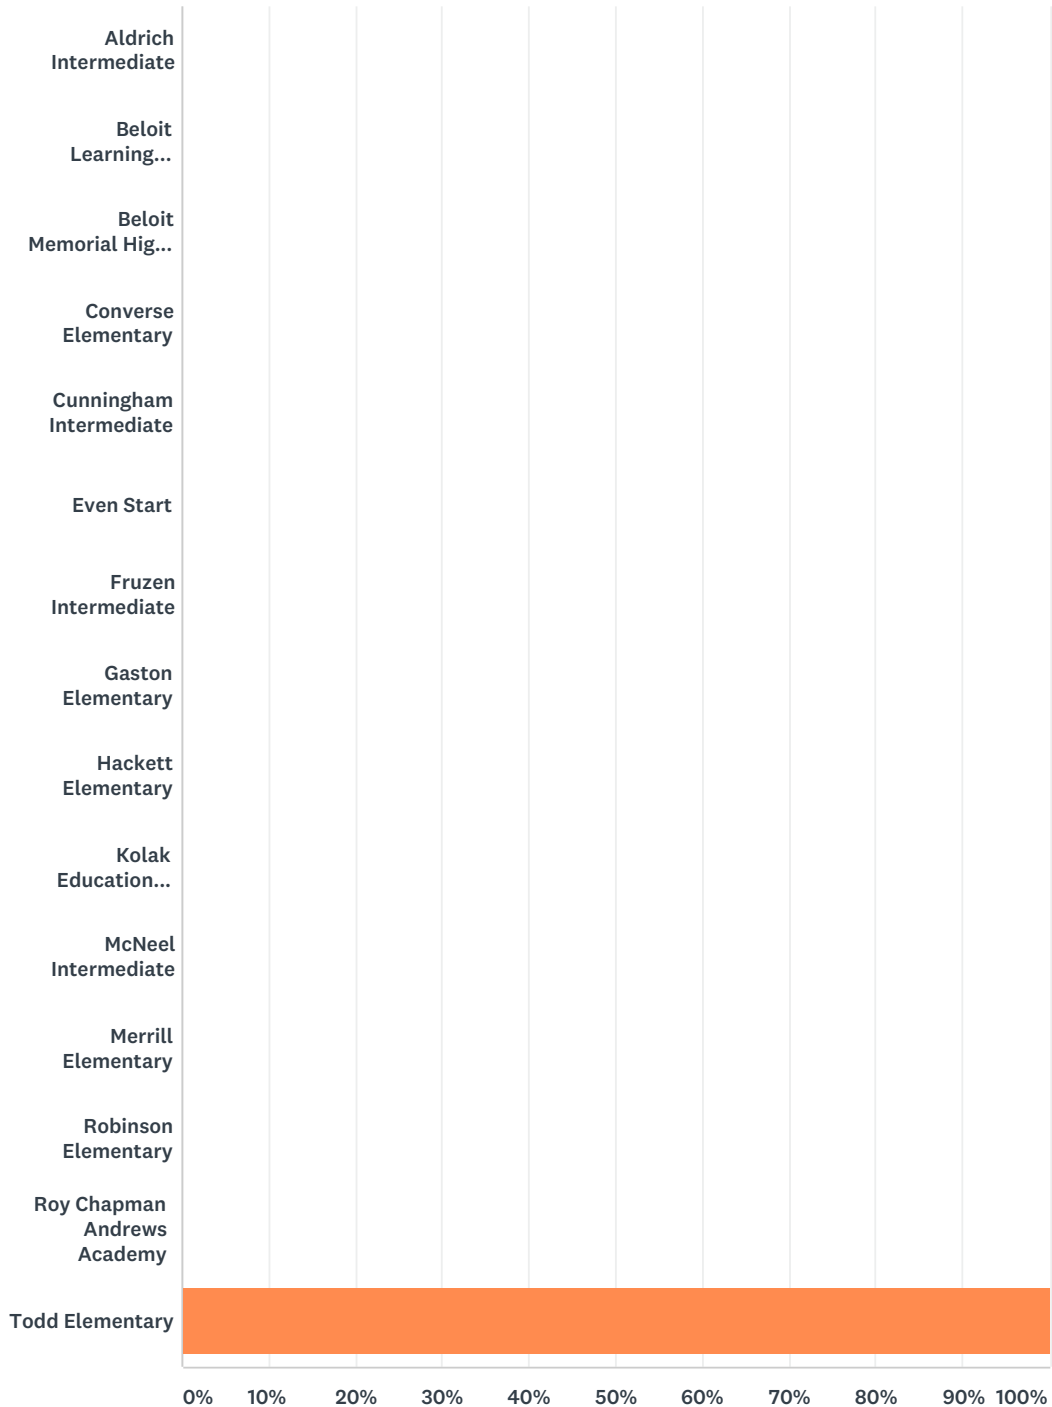 Aldrich
Intermediate
Beloit
Learning...
Beloit
Memorial Hig...
Converse
Elementary
Cunningham
Intermediate
Even Start
Fruzen
Intermediate
Gaston
Elementary
Hackett
Elementary
Kolak
Education...
McNeel
Intermediate
Merrill
Elementary
Robinson
Elementary
Roy Chapman
Andrews
Academy
Todd Elementary
0% 10% 20% 30% 40% 50% 60% 70% 80% 90% 100%